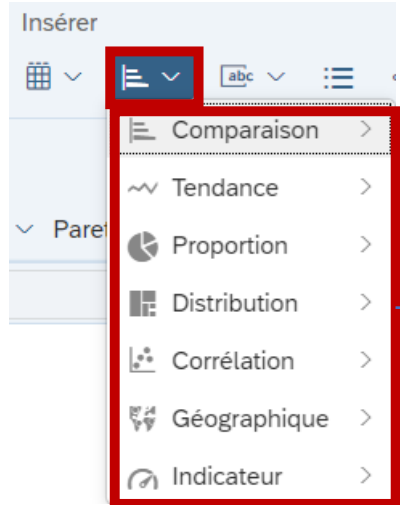 Insérer
abc
Comparaison
Tendance
Paret
Proportion
Distribution
Corrélation
Géographique
Indicateur